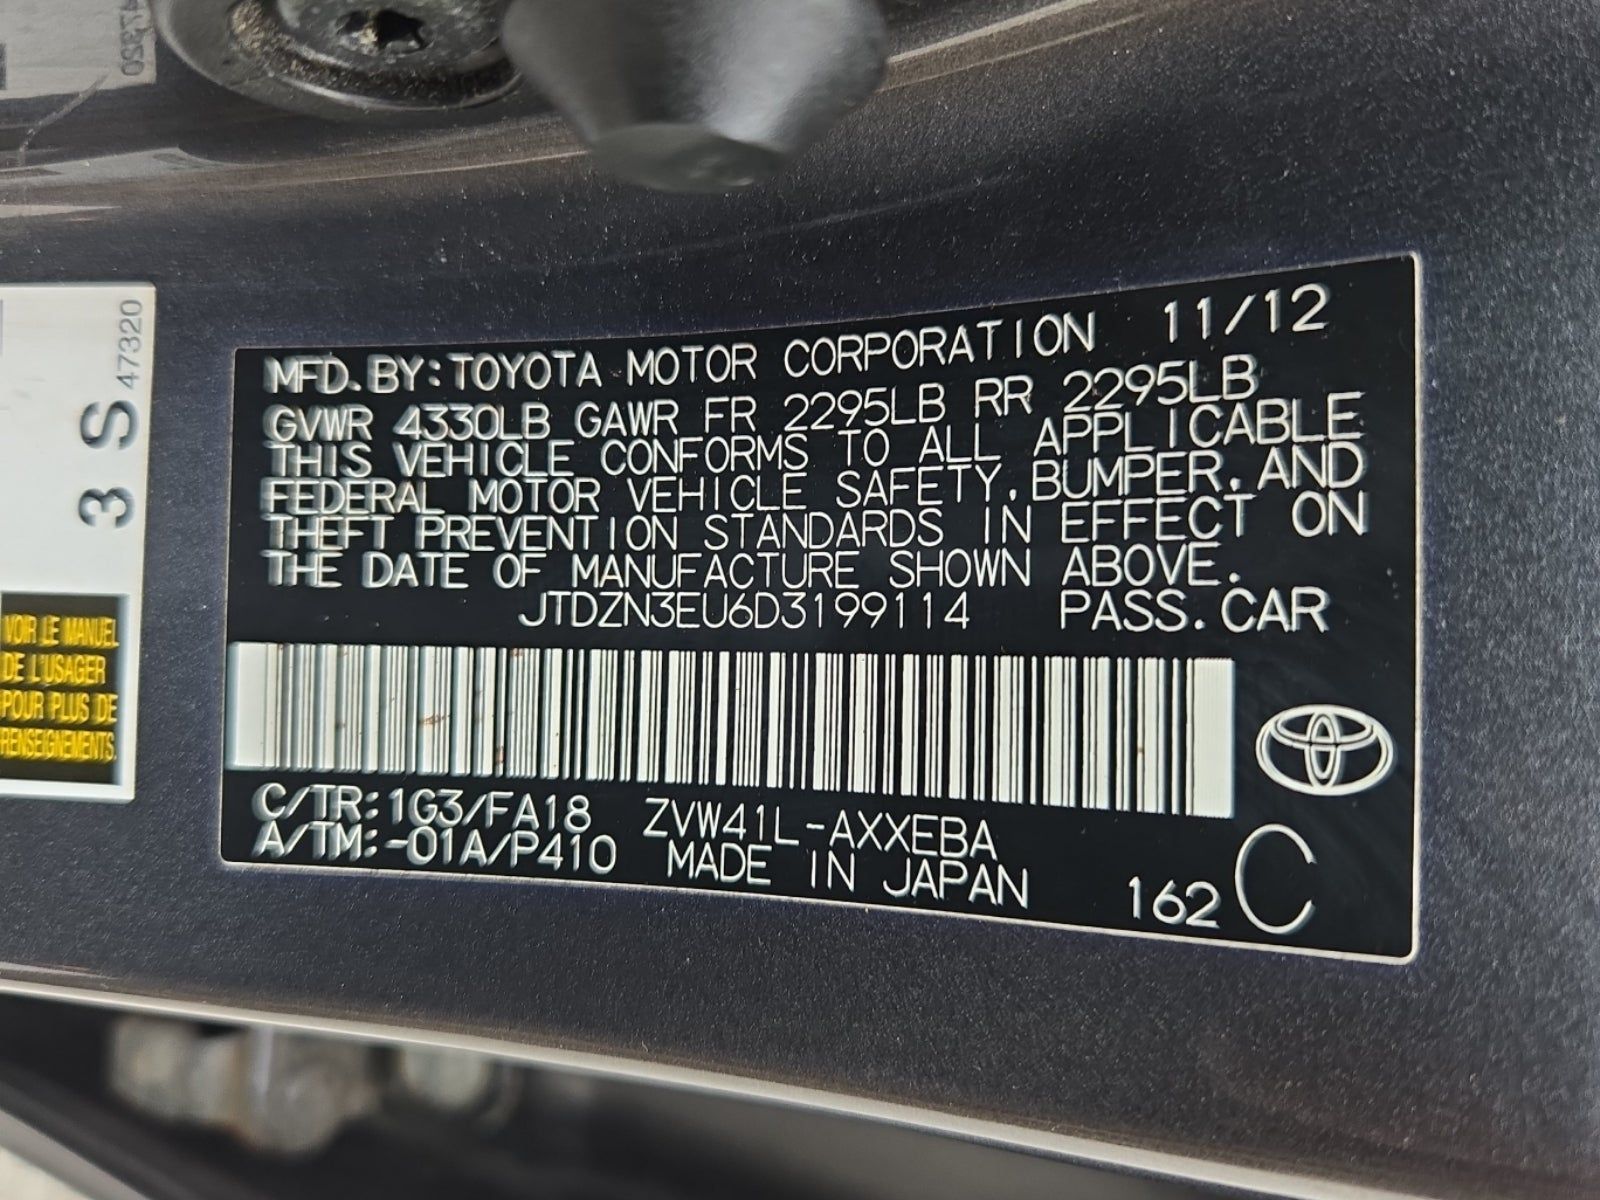 47320
3 S
47320
VOIR LE MANUEL
DE L'USAGER
POUR PLUS DE
RENSEIGNEMENTS.
MFD.BY:TOYOTA MOTOR CORPORATION 11/12
GVWR 4330LB GAWR FR 2295LB RR 2295LB
THIS VEHICLE CONFORMS TO ALL APPLICABLE
FEDERAL MOTOR VEHICLE SAFETY,BUMPER,AND
THEFT PREVENTION STANDARDS IN EFFECT ON
THE DATE OF MANUFACTURE SHOWN ABOVE.
JTDZN3EU6D3199114 PASS.CAR
C/TR:1G3/FA18 ZVW41L-AXXEBA
A/TM:-01A/P410 MADE IN JAPAN
162 C